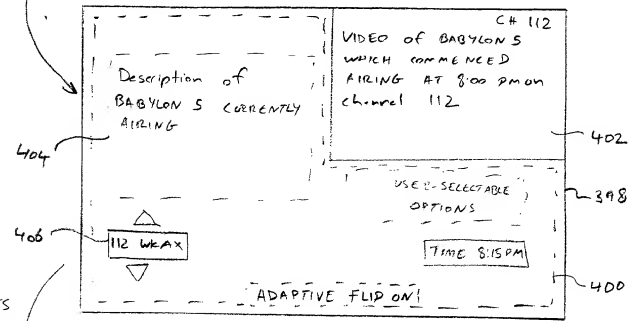 CH 112
VIDEO of BABYLON 5
WHICH COMMENCED
AIRING AT 8:00 PM on
channel 112
Description of
BABYLON 5 CURRENTLY
AIRING
402
404
USER-SELECTABLE
OPTIONS
398
406
112 WKAX
TIME 8:15PM
400
ADAPTIVE FLIP ON!